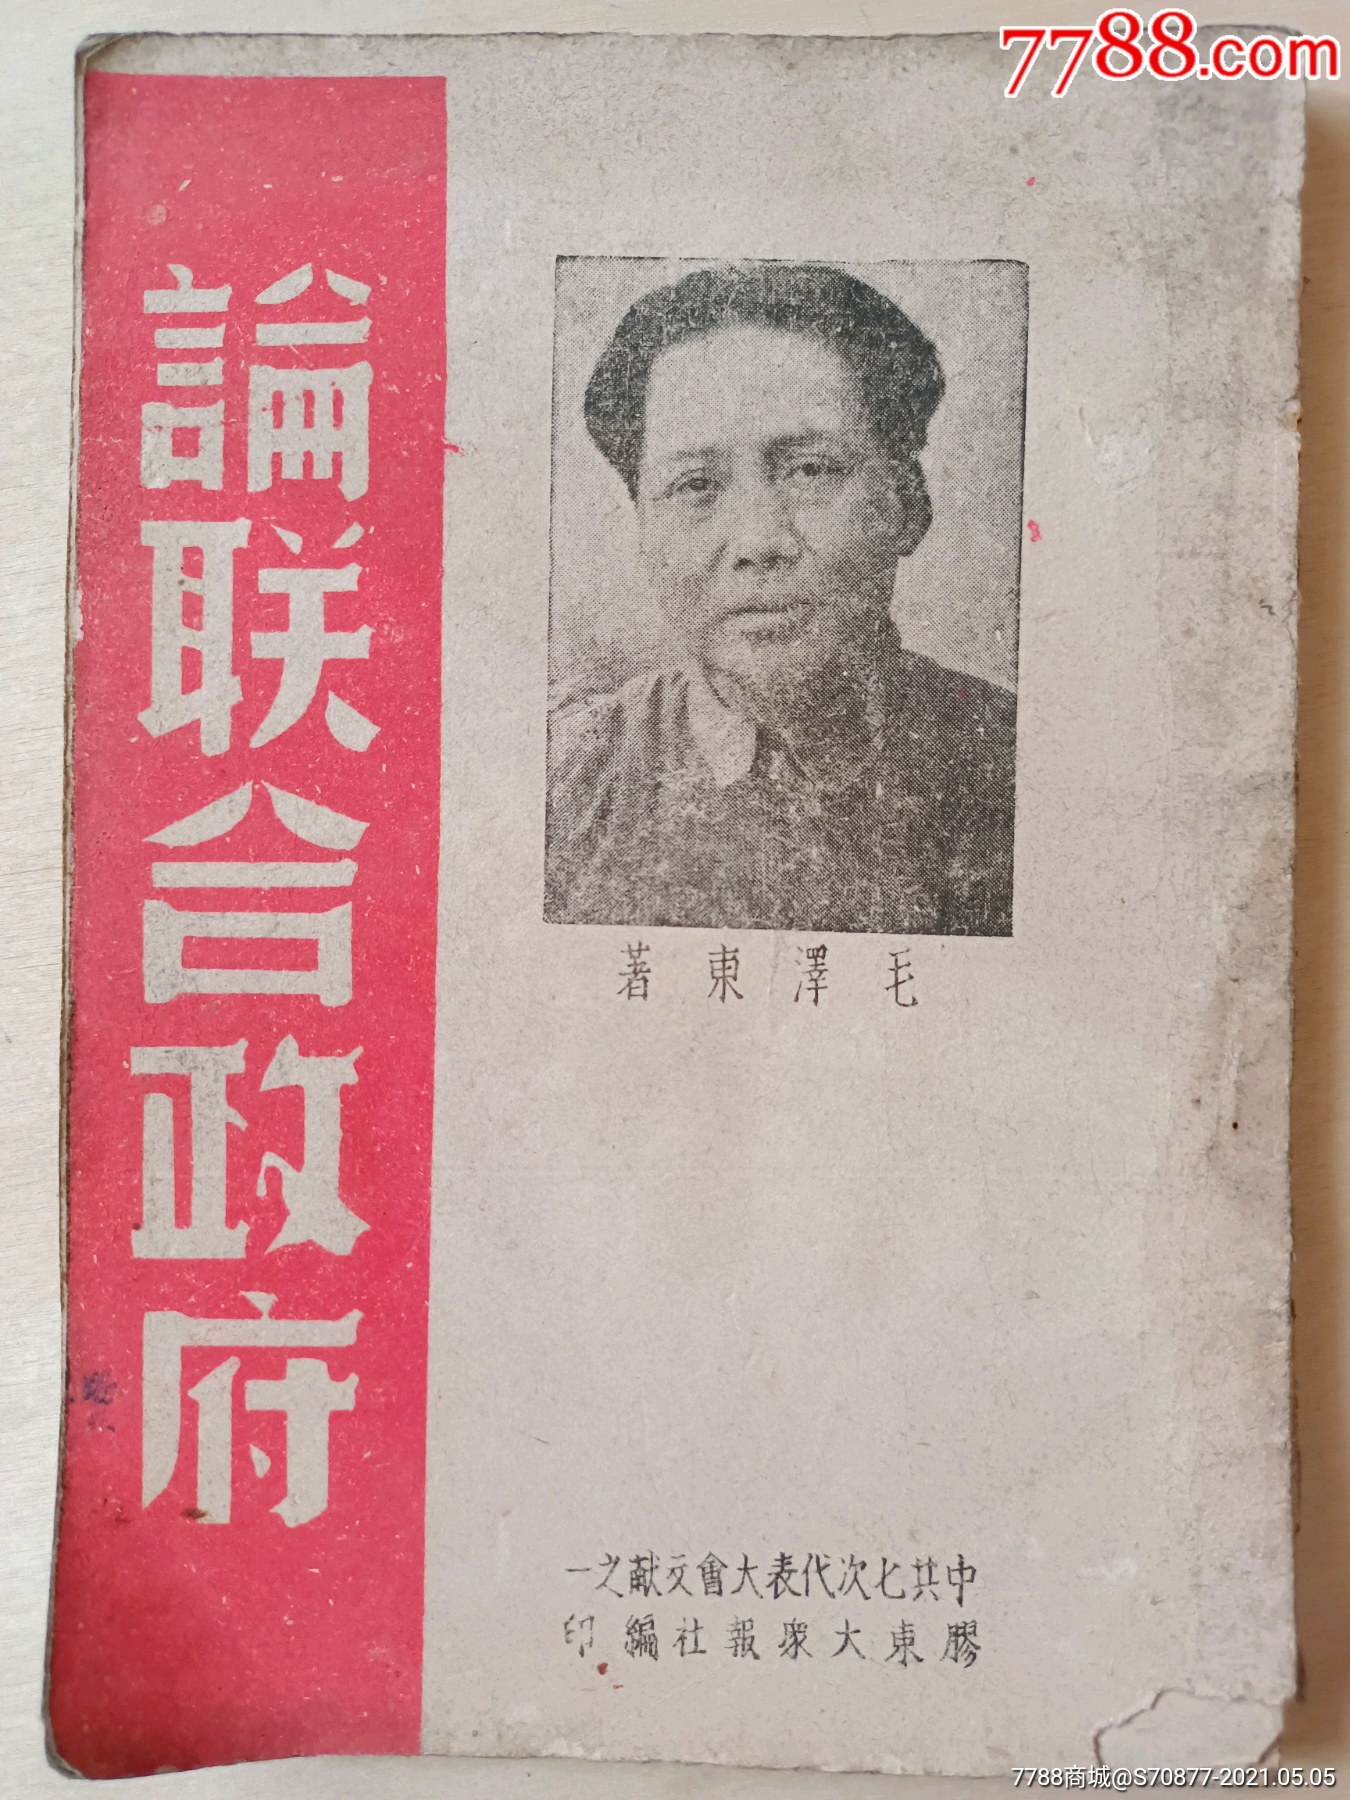 7788.com
論联合政府
毛澤東著
中共七次代表大會文献之一
膠東大衆報社編印
7788商城@S70877-2021.05.05